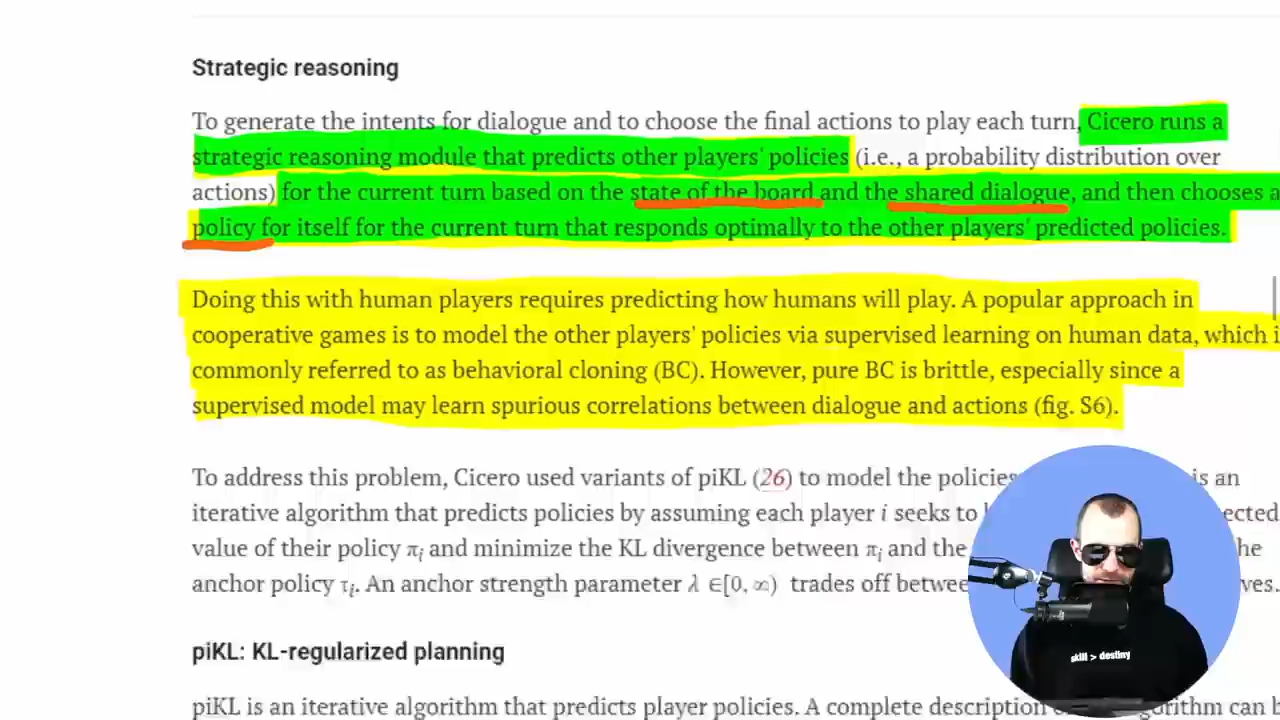 Strategic reasoning
To generate the intents for dialogue and to choose the final actions to play each turn, Cicero runs a
strategic reasoning module that predicts other players' policies (i.e., a probability distribution over
actions) for the current turn based on the state of the board and the shared dialogue, and then chooses a
policy for itself for the current turn that responds optimally to the other players' predicted policies.
Doing this with human players requires predicting how humans will play. A popular approach in
cooperative games is to model the other players' policies via supervised learning on human data, which i
commonly referred to as behavioral cloning (BC). However, pure BC is brittle, especially since a
supervised model may learn spurious correlations between dialogue and actions (fig. S6).
To address this problem, Cicero used variants of piKL (26) to model the policies is an
iterative algorithm that predicts policies by assuming each player i seeks to ected
value of their policy πi and minimize the KL divergence between πi and the he
anchor policy τi. An anchor strength parameter λ ∈[0, ∞) trades off betwee ves.
piKL: KL-regularized planning
piKL is an iterative algorithm that predicts player policies. A complete description gorithm can b
skill > destiny